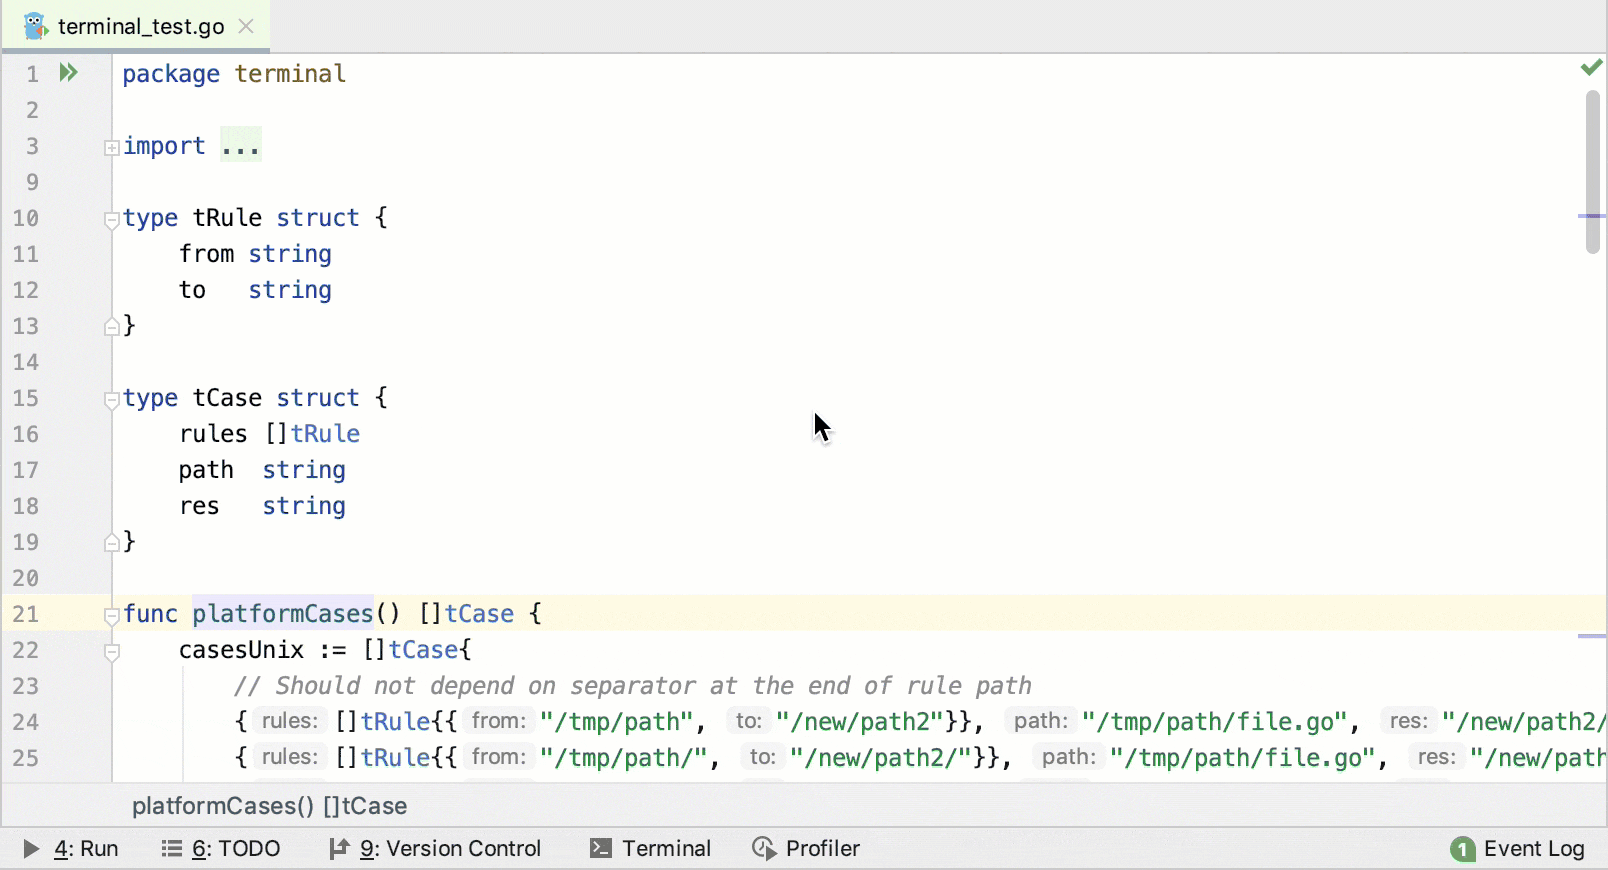 terminal_test.go
1 package terminal
2
3 import ...
9
10 type tRule struct {
11 from string
12 to string
13 }
14
15 type tCase struct {
16 rules []tRule
17 path string
18 res string
19 }
20
21 func platformCases() []tCase {
22 casesUnix := []tCase{
23 // Should not depend on separator at the end of rule path
24 { rules: []tRule{{ from: "/tmp/path", to: "/new/path2"}}, path: "/tmp/path/file.go", res: "/new/path2/
25 { rules: []tRule{{ from: "/tmp/path/", to: "/new/path2/"}}, path: "/tmp/path/file.go", res: "/new/path
platformCases() []tCase
4: Run 6: TODO 9: Version Control Terminal Profiler 1 Event Log